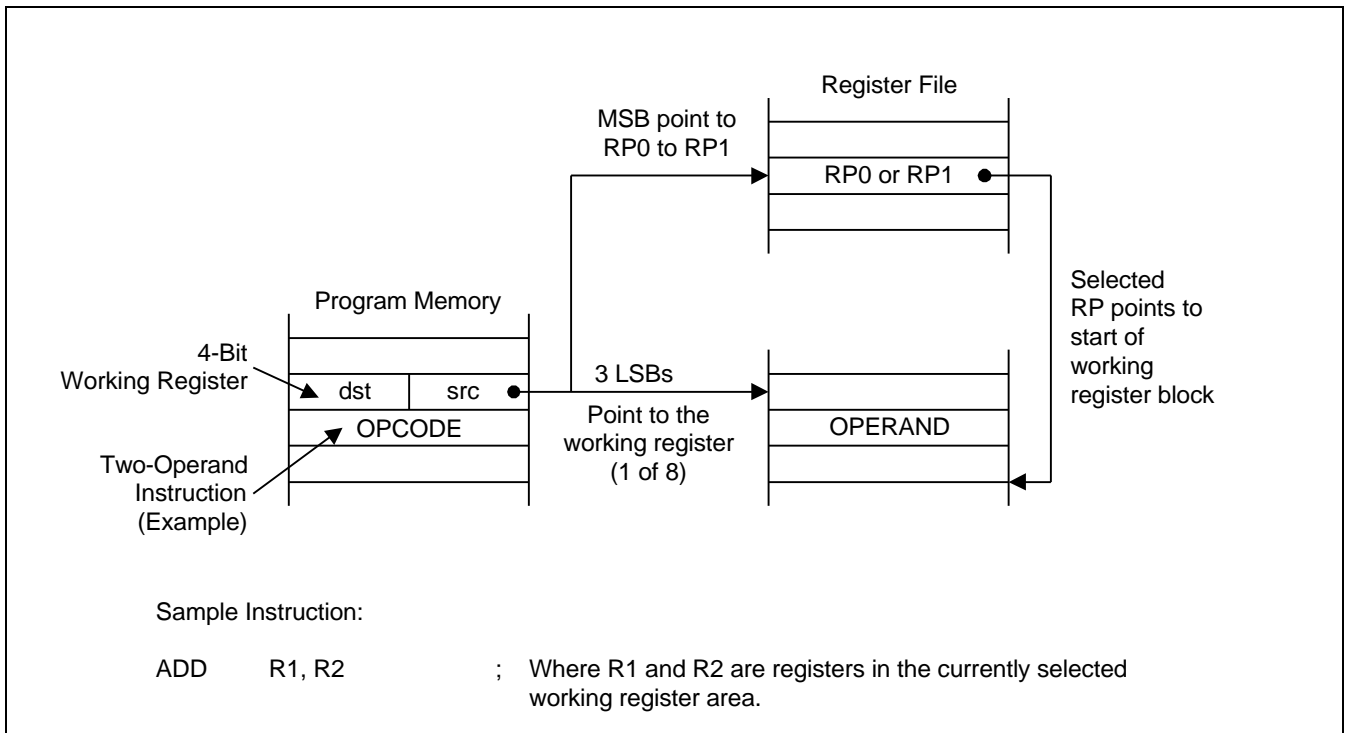 Register File
MSB point to
RP0 to RP1
RP0 or RP1
Selected
RP points to
start of
working
register block
Program Memory
4-Bit
Working Register
dst
src
3 LSBs
Point to the
working register
(1 of 8)
OPCODE
OPERAND
Two-Operand
Instruction
(Example)
Sample Instruction:
ADD R1, R2 ; Where R1 and R2 are registers in the currently selected
working register area.